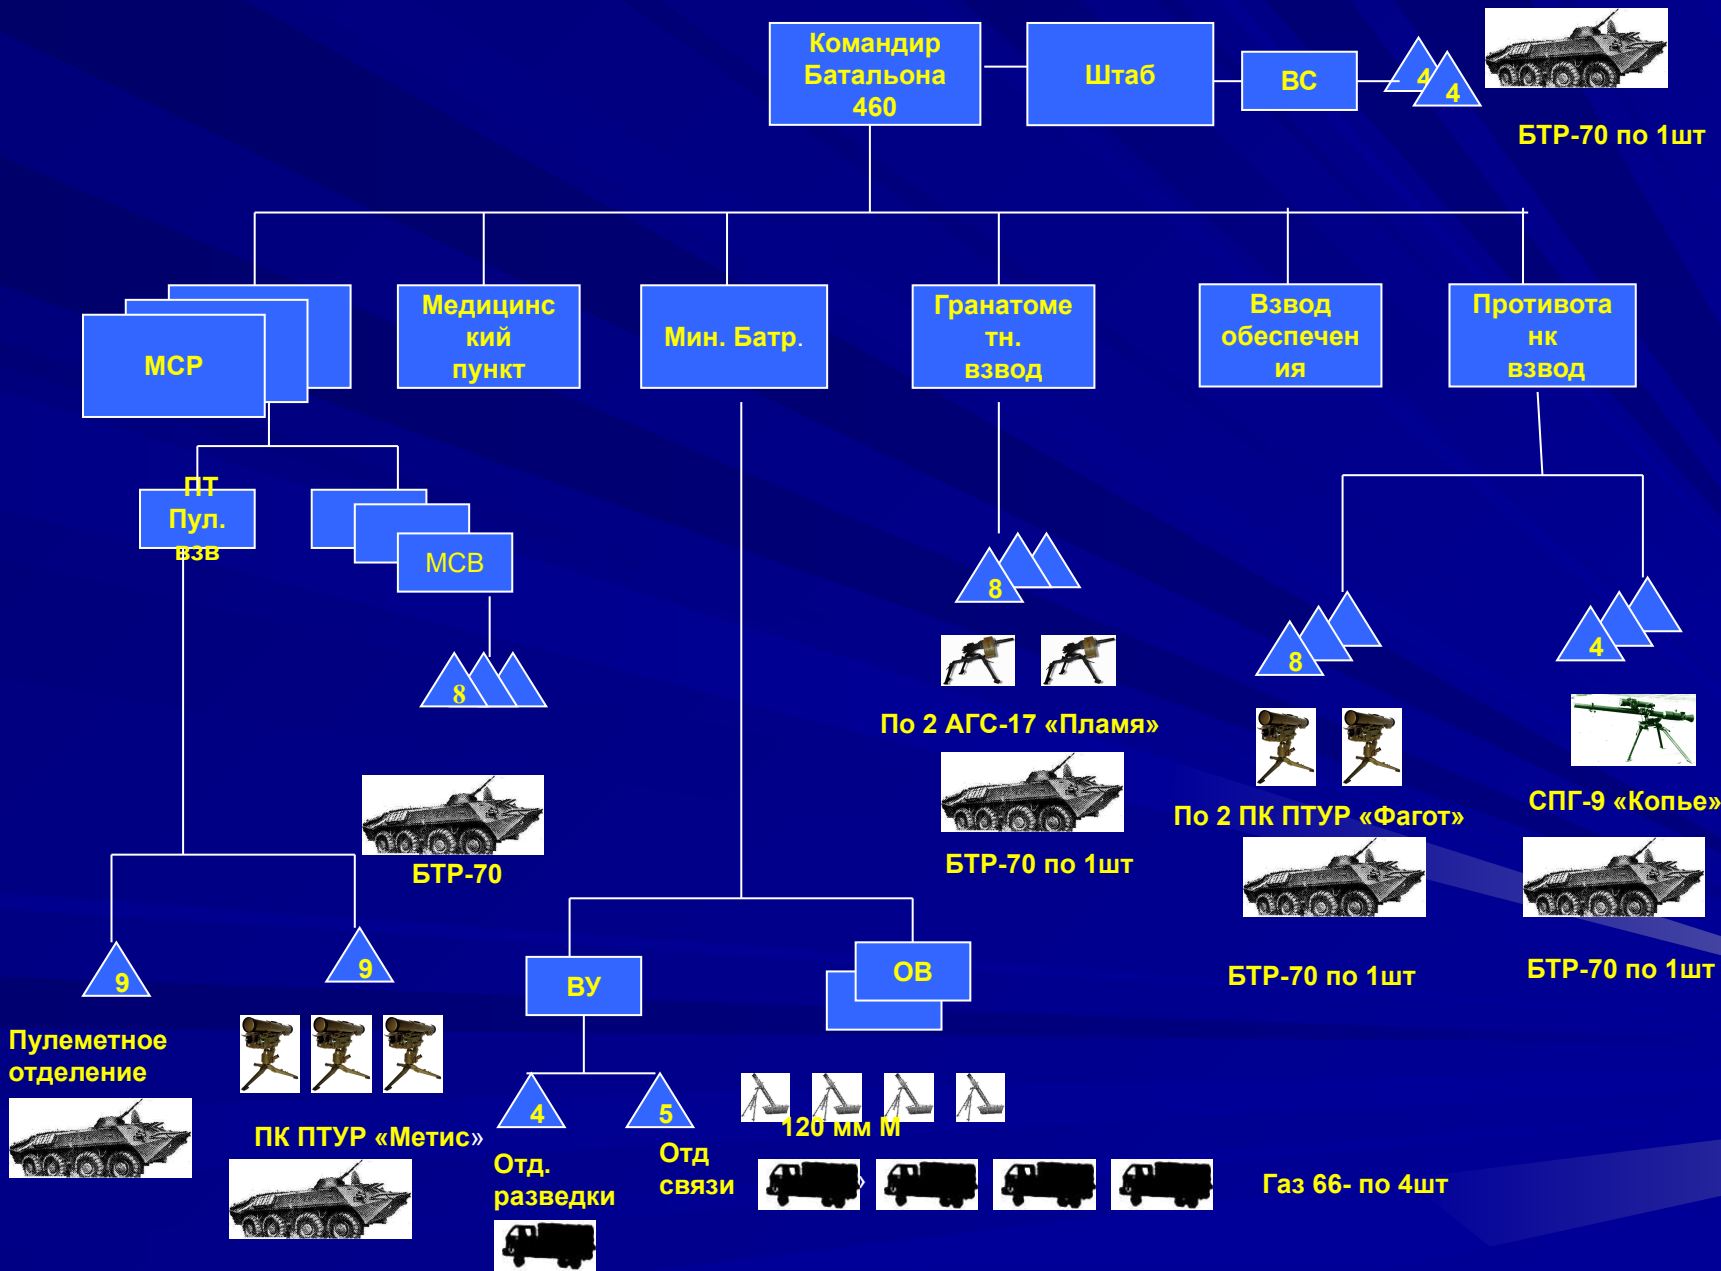 Командир
Батальона
460
Штаб
ВС
4
4
БТР-70 по 1шт
МСР
Медицинс
кий
пункт
Мин. Батр.
Гранатоме
тн.
взвод
Взвод
обеспечен
ия
Противота
нк
взвод
ПТ
Пул.
взв
МСВ
8
БТР-70
8
По 2 АГС-17 «Пламя»
БТР-70 по 1шт
8
По 2 ПК ПТУР «Фагот»
БТР-70 по 1шт
4
СПГ-9 «Копье»
БТР-70 по 1шт
9
Пулеметное
отделение
9
ПК ПТУР «Метис»
ВУ
ОВ
4
Отд.
разведки
5
Отд
связи
120 мм М
Газ 66- по 4шт